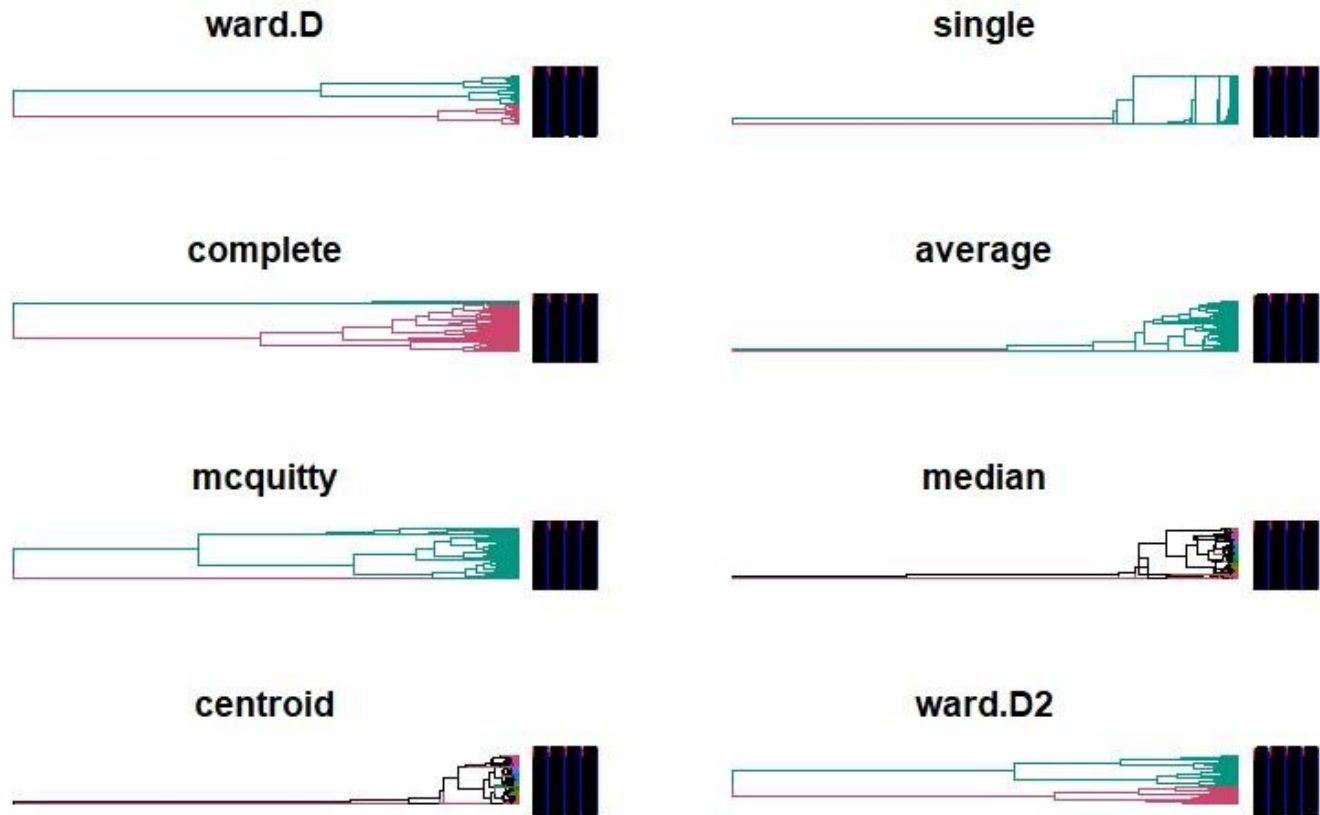 ward.D
single
complete
average
mcquitty
median
centroid
ward.D2